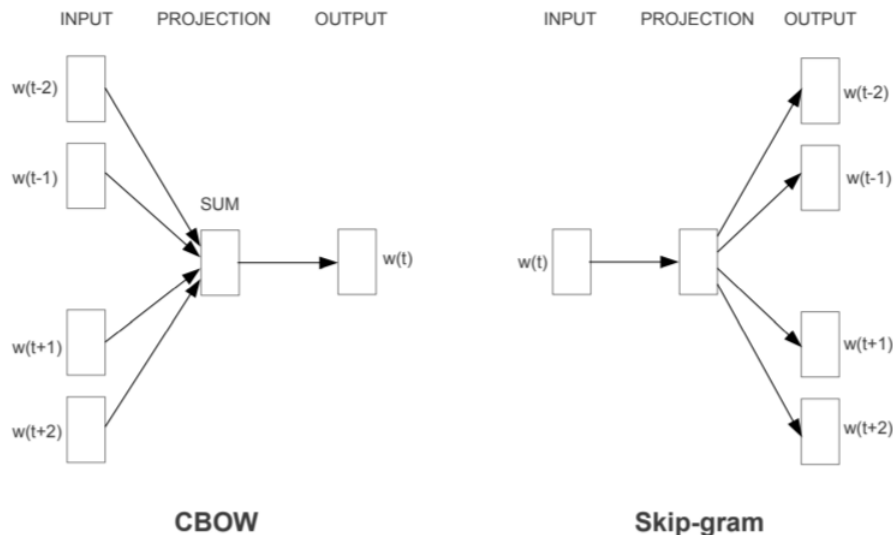 INPUT PROJECTION OUTPUT
w(t-2)
w(t-1)
SUM
w(t)
w(t+1)
w(t+2)
CBOW
INPUT PROJECTION OUTPUT
w(t-2)
w(t-1)
w(t)
w(t+1)
w(t+2)
Skip-gram